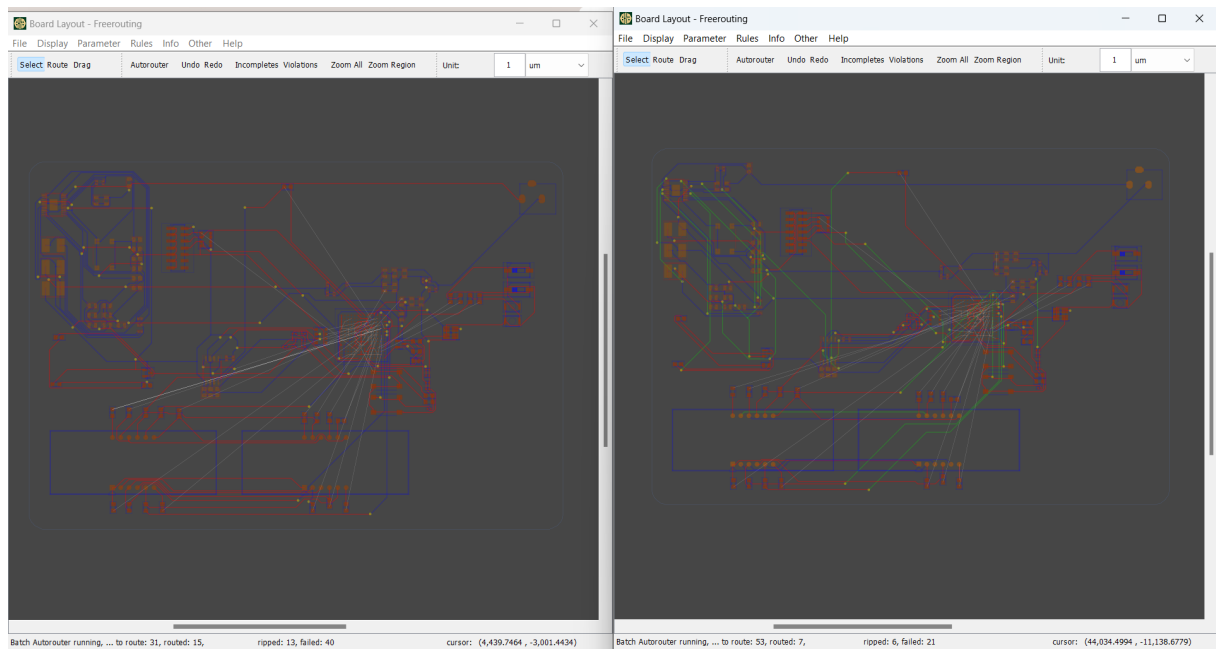 Board Layout - Freerouting
File Display Parameter Rules Info Other Help
Select Route Drag Autorouter Undo Redo Incompletes Violations Zoom All Zoom Region Unit: 1 um
Batch Autorouter running, ... to route: 31, routed: 15, ripped: 13, failed: 40 cursor: (4,439.7464 , -3,001.4434)
Board Layout - Freerouting
File Display Parameter Rules Info Other Help
Select Route Drag Autorouter Undo Redo Incompletes Violations Zoom All Zoom Region Unit: 1 um
Batch Autorouter running, ... to route: 53, routed: 7, ripped: 6, failed: 21 cursor: (44,034.4994 , -11,138.6779)